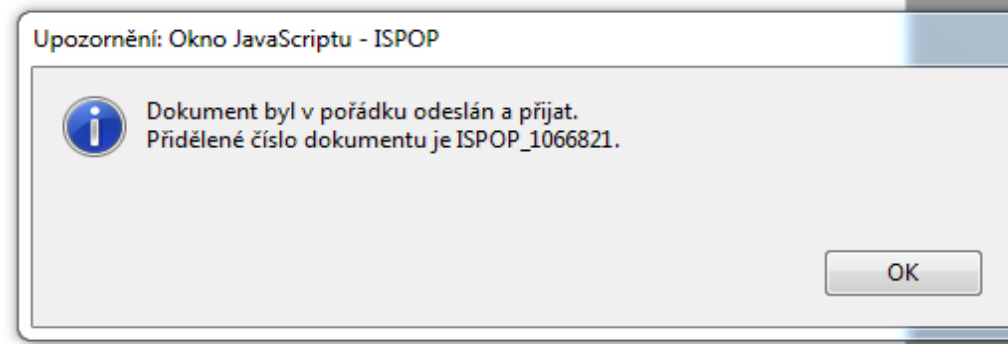 Upozornění: Okno JavaScriptu - ISPOP
Dokument byl v pořádku odeslán a přijat.
Přidělené číslo dokumentu je ISPOP_1066821.
OK